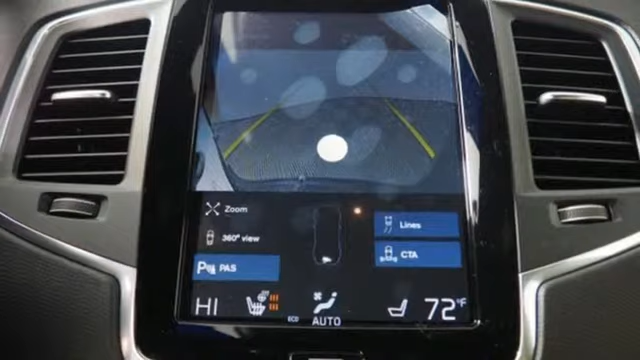 Zoom
360° view
P PAS
Lines
CTA
HI
ECO
AUTO
72°F